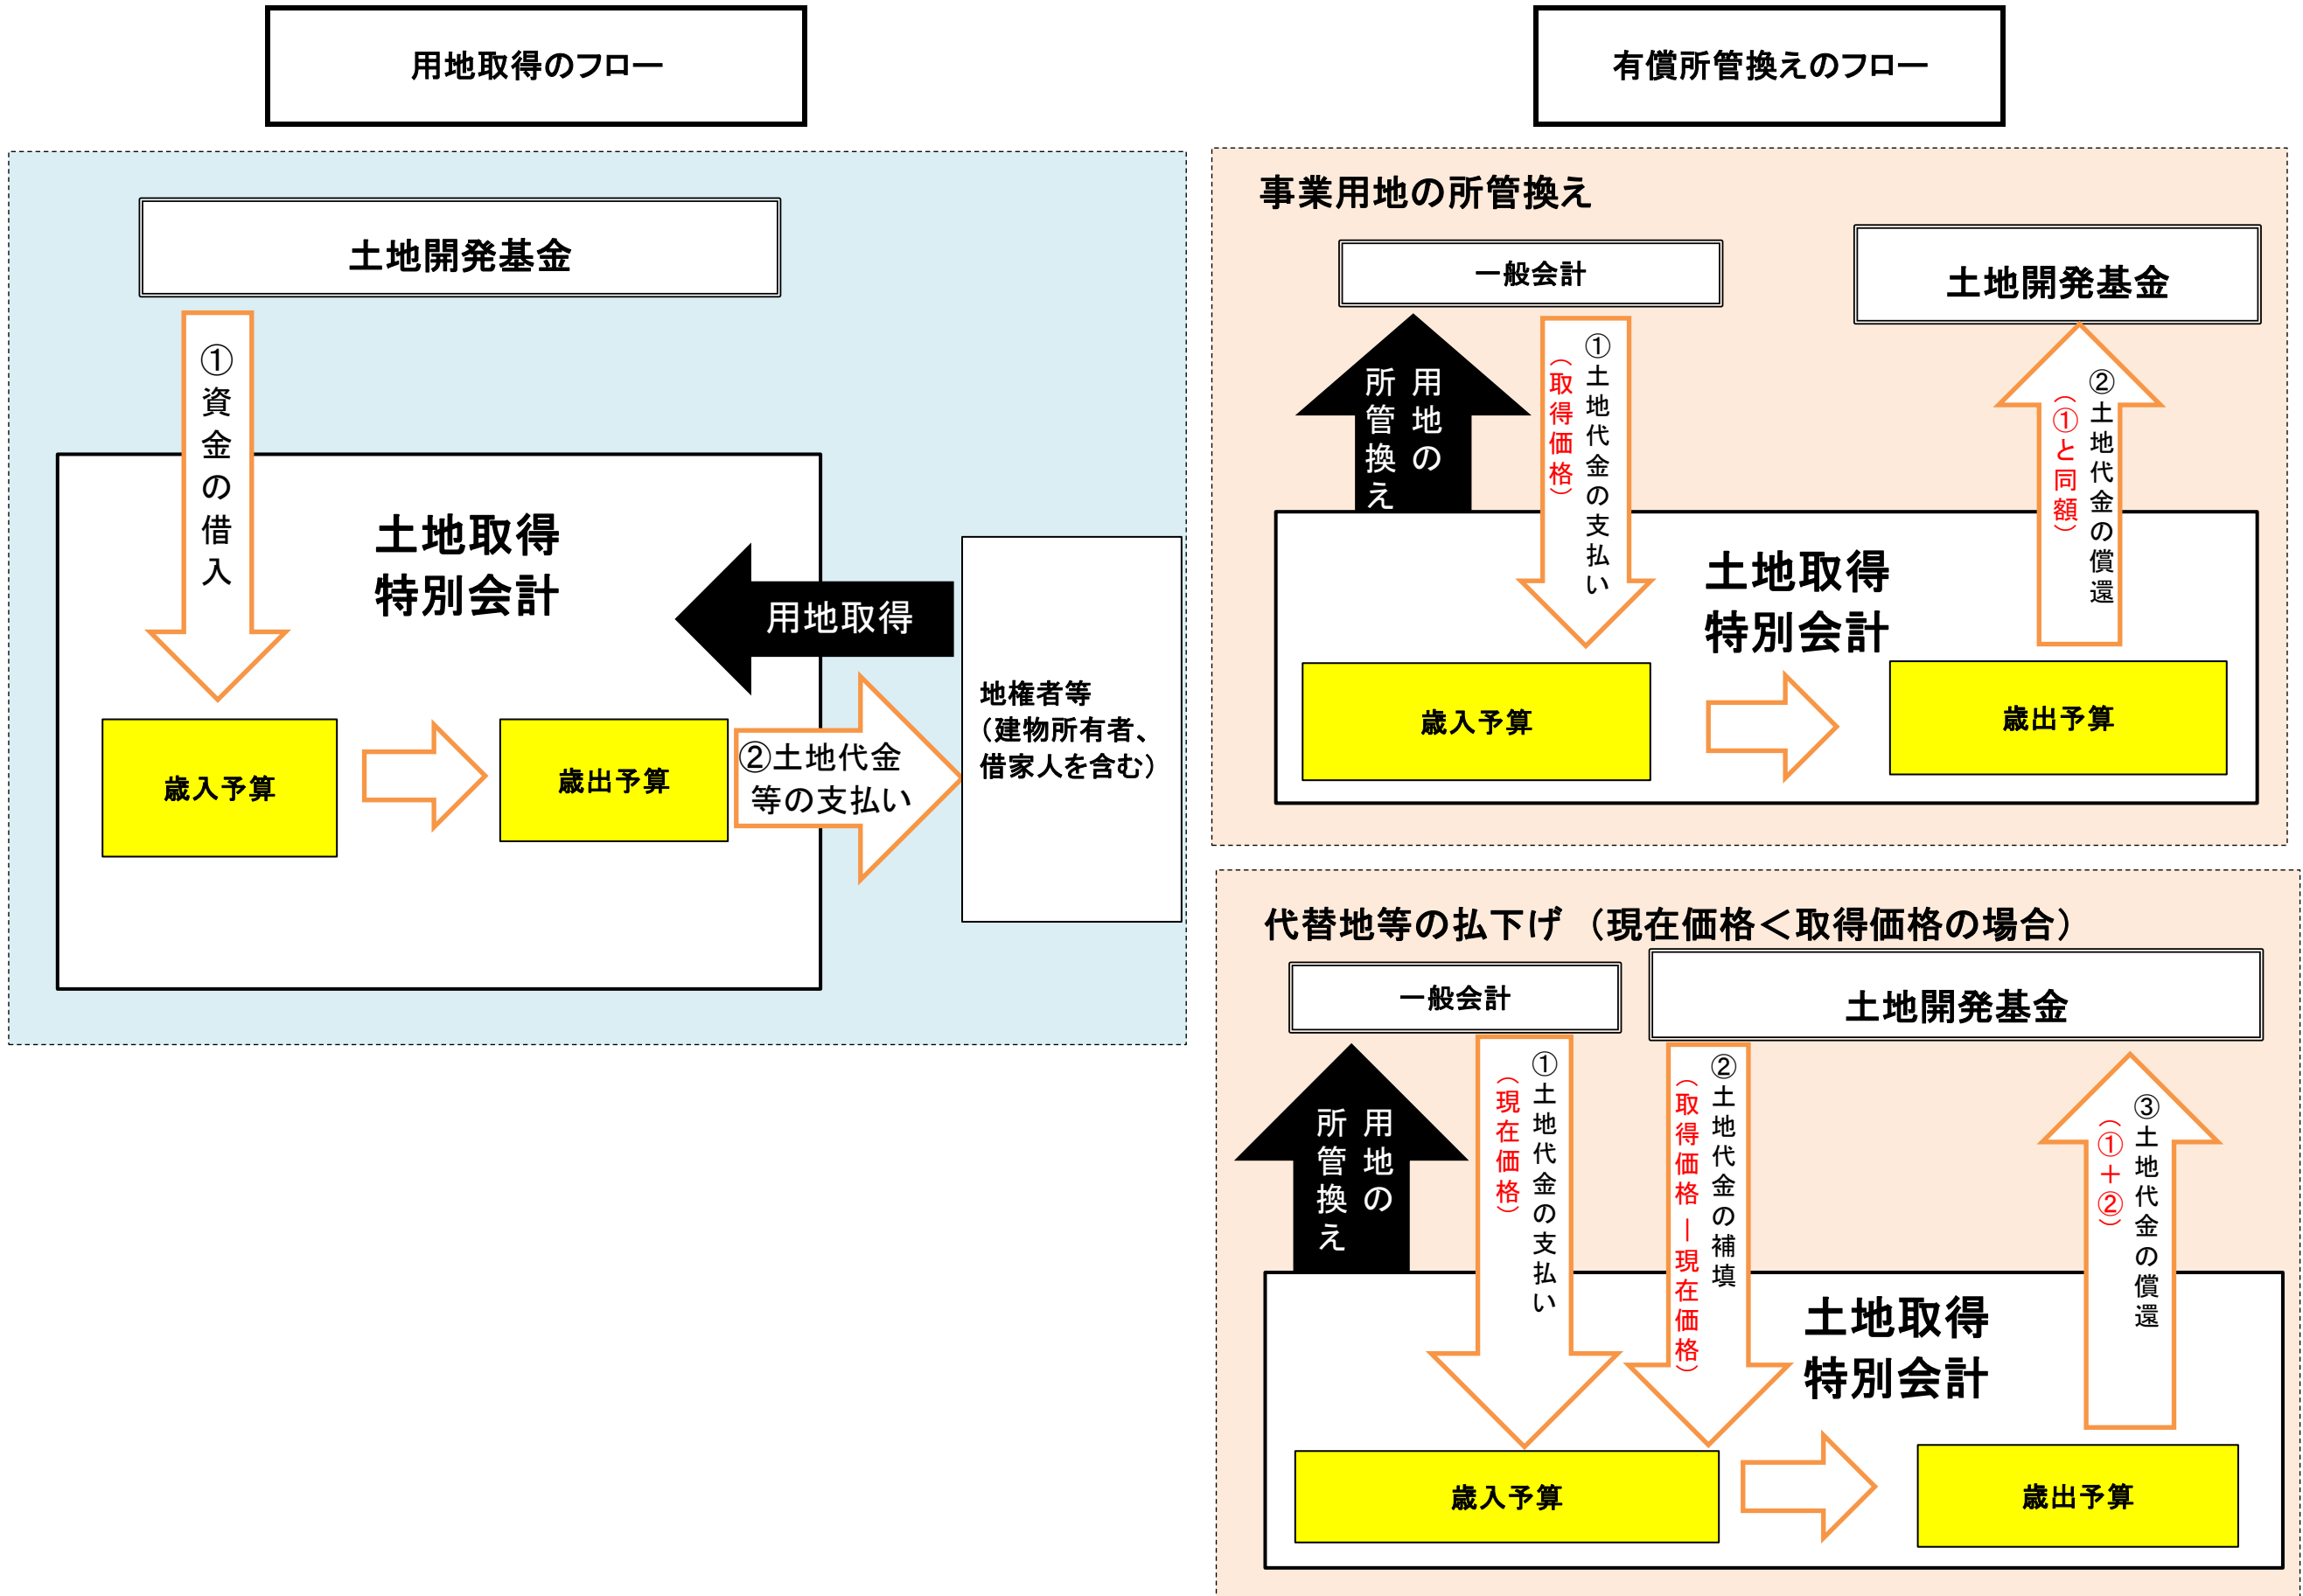 用地取得のフロー
土地開発基金
①資金の借入
土地取得
特別会計
用地取得
地権者等
（建物所有者、
借家人を含む）
歳入予算
歳出予算
②土地代金
等の支払い
有償所管換えのフロー
事業用地の所管換え
一般会計
土地開発基金
用地の
所管換え
①土地代金の支払い
（取得価格）
②土地代金の償還
（①と同額）
土地取得
特別会計
歳入予算
歳出予算
代替地等の払下げ（現在価格＜取得価格の場合）
一般会計
土地開発基金
用地の
所管換え
①土地代金の支払い
（現在価格）
②土地代金の補填
（取得価格－現在価格）
③土地代金の償還
（①＋②）
土地取得
特別会計
歳入予算
歳出予算